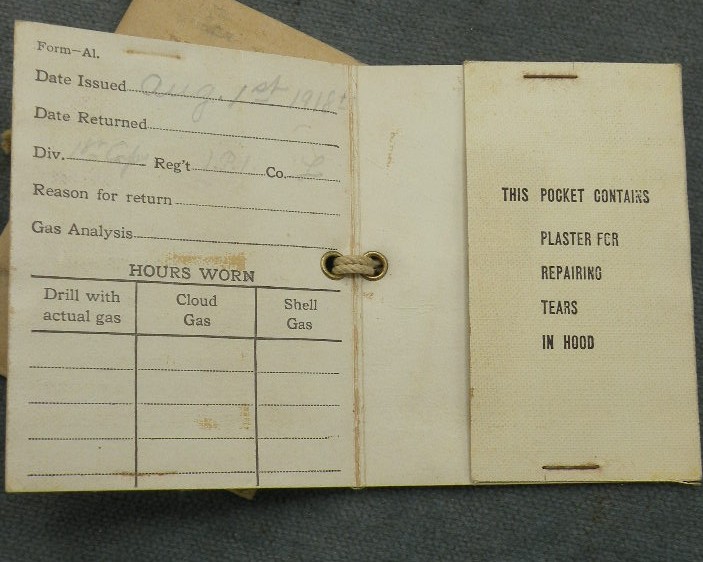 Form—A1.
Date Issued Aug. 1st 1918
Date Returned
Div. Reg't Co.
Reason for return
Gas Analysis
HOURS WORN
Drill with actual gas
Cloud Gas
Shell Gas
THIS POCKET CONTAINS
PLASTER FOR
REPAIRING
TEARS
IN HOOD